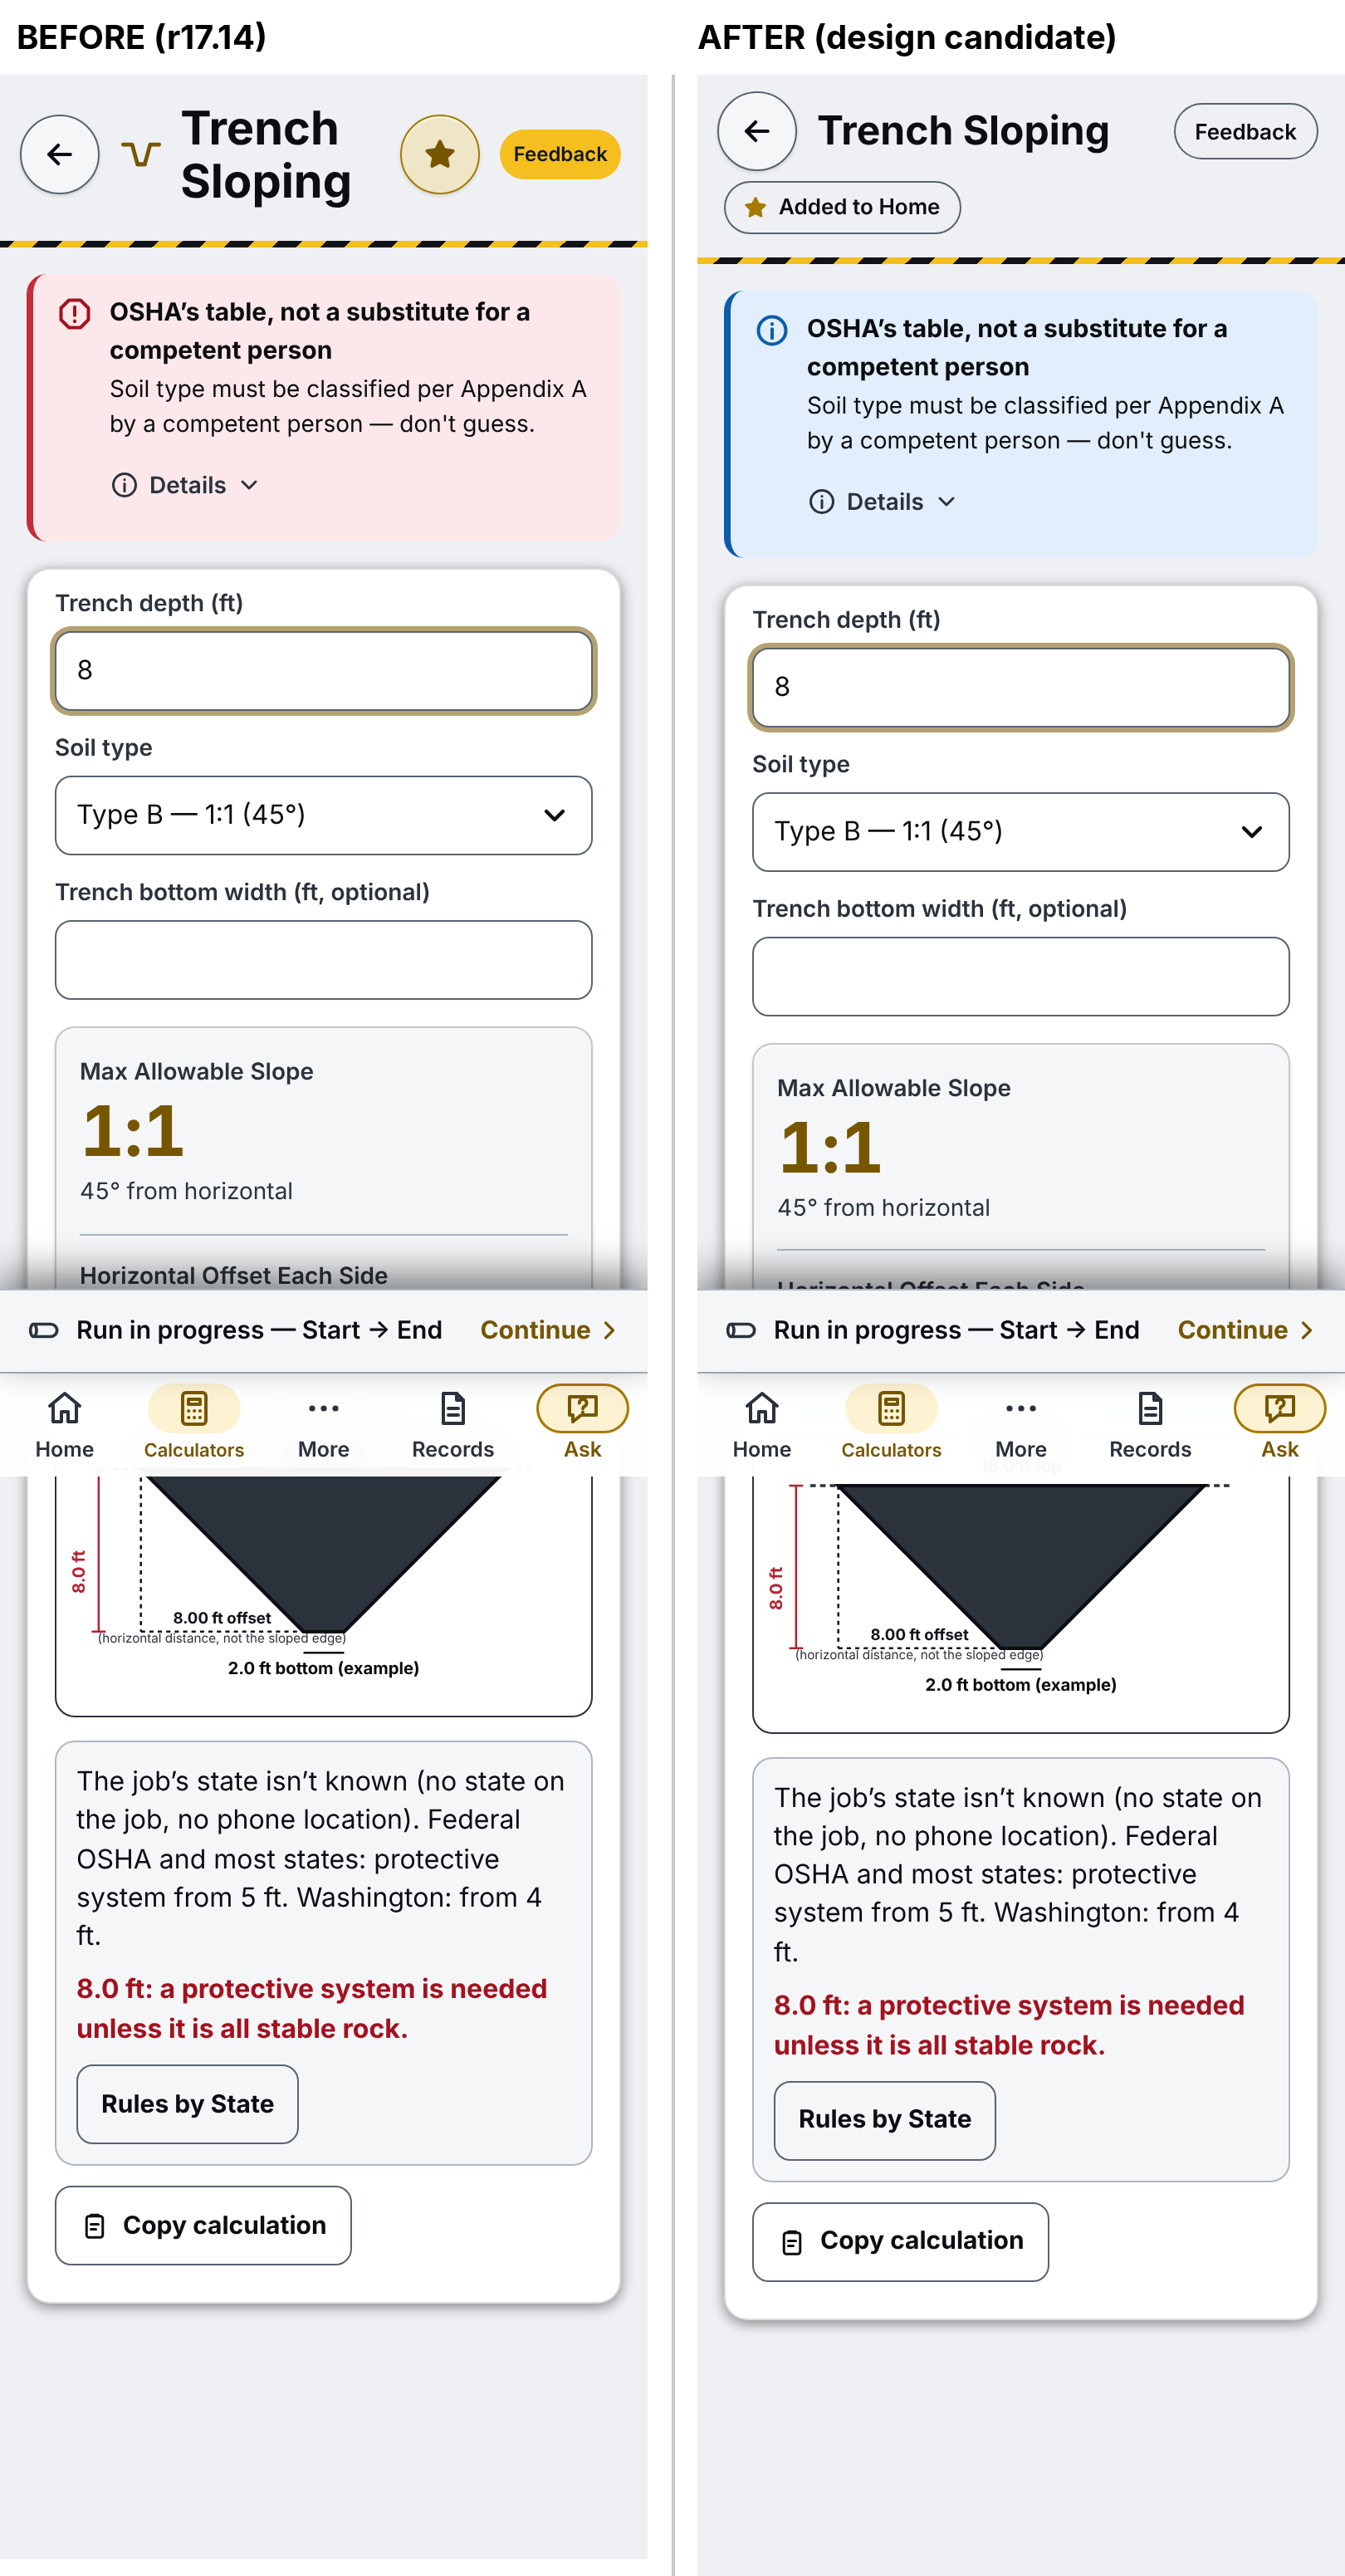 BEFORE (r17.14)
Trench
Sloping
Feedback
OSHA’s table, not a substitute for a
competent person
Soil type must be classified per Appendix A
by a competent person — don't guess.
Details
Trench depth (ft)
8
Soil type
Type B — 1:1 (45°)
Trench bottom width (ft, optional)
Max Allowable Slope
1:1
45° from horizontal
Horizontal Offset Each Side
Run in progress — Start → End
Continue
Home
Calculators
More
Records
Ask
8.0 ft
8.00 ft offset
(horizontal distance, not the sloped edge)
2.0 ft bottom (example)
The job’s state isn’t known (no state on
the job, no phone location). Federal
OSHA and most states: protective
system from 5 ft. Washington: from 4
ft.
8.0 ft: a protective system is needed
unless it is all stable rock.
Rules by State
Copy calculation
AFTER (design candidate)
Trench Sloping
Feedback
Added to Home
OSHA’s table, not a substitute for a
competent person
Soil type must be classified per Appendix A
by a competent person — don't guess.
Details
Trench depth (ft)
8
Soil type
Type B — 1:1 (45°)
Trench bottom width (ft, optional)
Max Allowable Slope
1:1
45° from horizontal
Horizontal Offset Each Side
Run in progress — Start → End
Continue
Home
Calculators
More
Records
Ask
18.0 ft top
8.0 ft
8.00 ft offset
(horizontal distance, not the sloped edge)
2.0 ft bottom (example)
The job’s state isn’t known (no state on
the job, no phone location). Federal
OSHA and most states: protective
system from 5 ft. Washington: from 4
ft.
8.0 ft: a protective system is needed
unless it is all stable rock.
Rules by State
Copy calculation